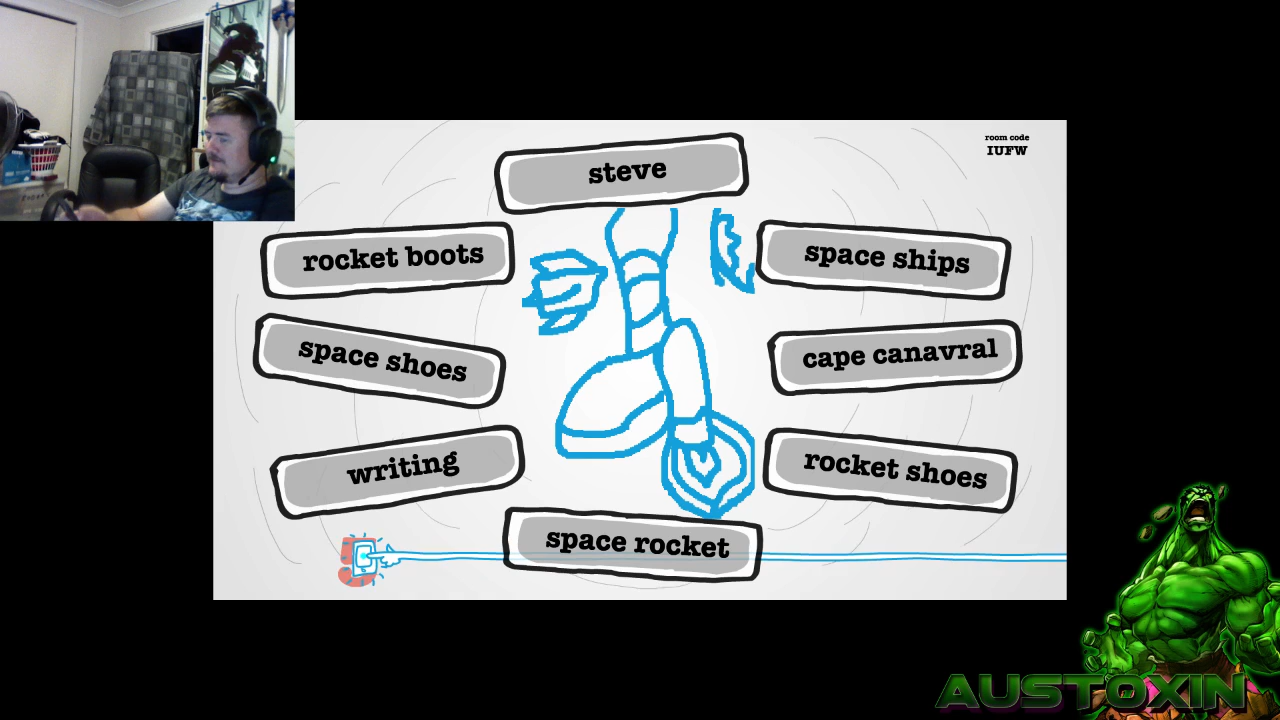 room code
IUFW
steve
rocket boots
space ships
space shoes
cape canavral
writing
rocket shoes
space rocket
AUSTOXIN